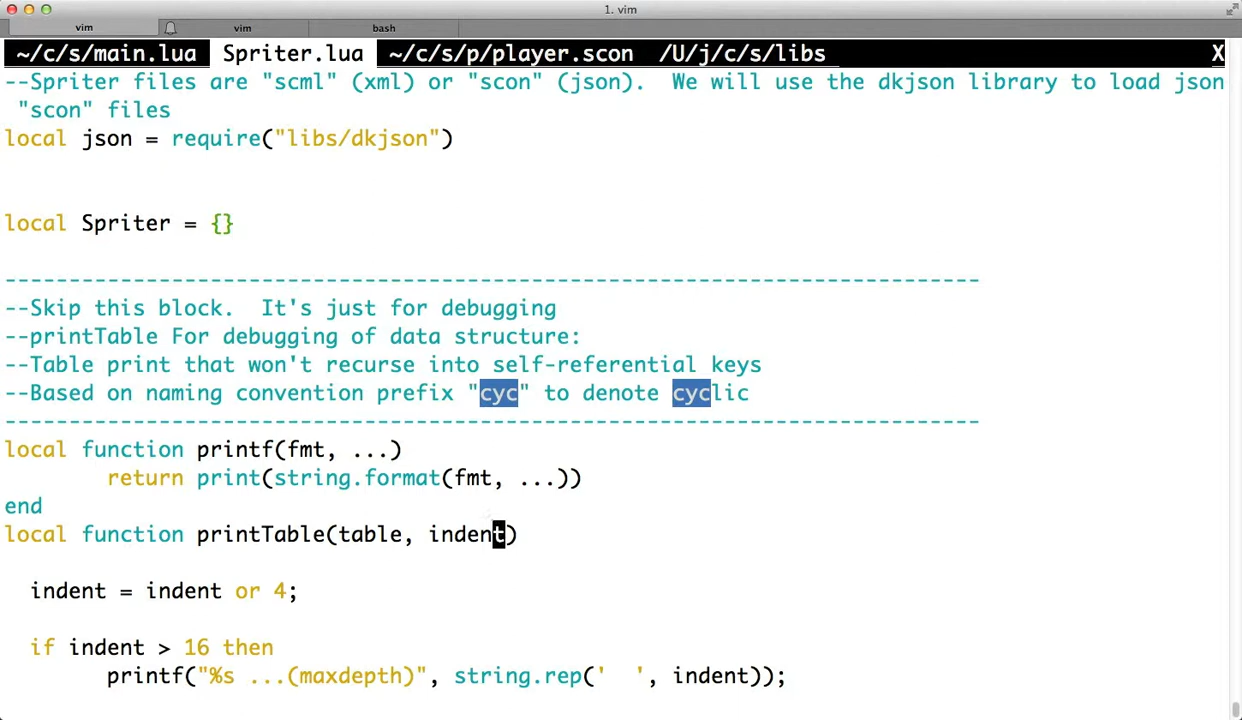 1. vim
vim vim bash
~/c/s/main.lua Spriter.lua ~/c/s/p/player.scon /U/j/c/s/libs X
--Spriter files are "scml" (xml) or "scon" (json).  We will use the dkjson library to load json
"scon" files
local json = require("libs/dkjson")
local Spriter = {}
----------------------------------------------------------------------------
--Skip this block.  It's just for debugging
--printTable For debugging of data structure:
--Table print that won't recurse into self-referential keys
--Based on naming convention prefix "cyc" to denote cyclic
----------------------------------------------------------------------------
local function printf(fmt, ...)
        return print(string.format(fmt, ...))
end
local function printTable(table, indent)
  indent = indent or 4;
  if indent > 16 then
        printf("%s ...(maxdepth)", string.rep('  ', indent));